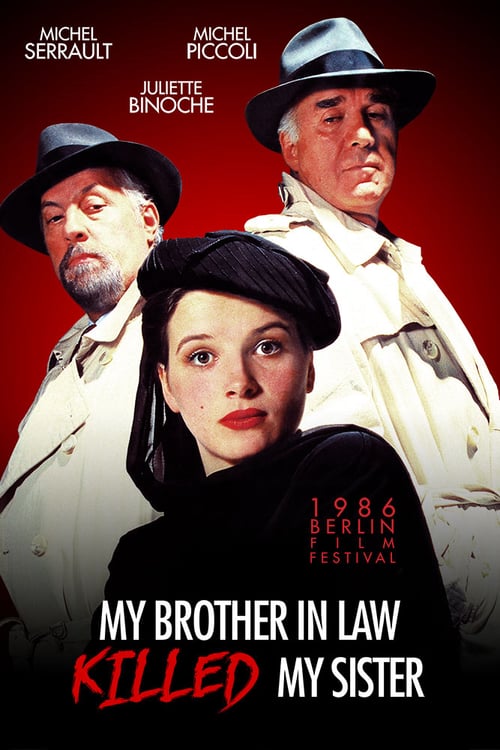 MICHEL
SERRAULT
MICHEL
PICCOLI
JULIETTE
BINOCHE
1986
BERLIN
FILM
FESTIVAL
MY BROTHER IN LAW
KILLED MY SISTER